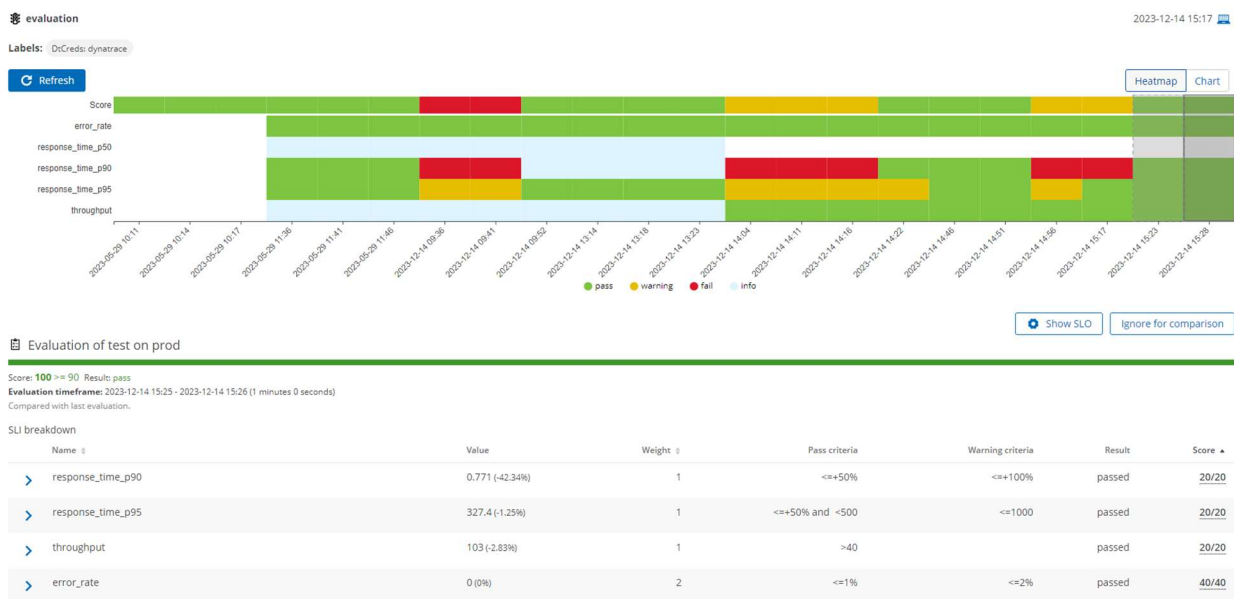 evaluation
2023-12-14 15:17
Labels: DtCreds: dynatrace
Refresh
Heatmap Chart
Score
error_rate
response_time_p50
response_time_p90
response_time_p95
throughput
2023-05-29 10:11 2023-05-29 10:14 2023-05-29 10:17 2023-05-29 11:36 2023-05-29 11:41 2023-05-29 11:46 2023-12-14 09:36 2023-12-14 09:41 2023-12-14 09:52 2023-12-14 13:14 2023-12-14 13:18 2023-12-14 13:23 2023-12-14 14:04 2023-12-14 14:11 2023-12-14 14:16 2023-12-14 14:22 2023-12-14 14:46 2023-12-14 14:51 2023-12-14 14:56 2023-12-14 15:17 2023-12-14 15:23 2023-12-14 15:28
pass warning fail info
Show SLO Ignore for comparison
Evaluation of test on prod
Score: 100 >= 90 Result: pass
Evaluation timeframe: 2023-12-14 15:25 - 2023-12-14 15:26 (1 minutes 0 seconds)
Compared with last evaluation.
SLI breakdown
Name Value Weight Pass criteria Warning criteria Result Score
response_time_p90 0.771 (-42.34%) 1 <=+50% <=+100% passed 20/20
response_time_p95 327.4 (-1.25%) 1 <=+50% and <500 <=1000 passed 20/20
throughput 103 (-2.83%) 1 >40 passed 20/20
error_rate 0 (0%) 2 <=1% <=2% passed 40/40